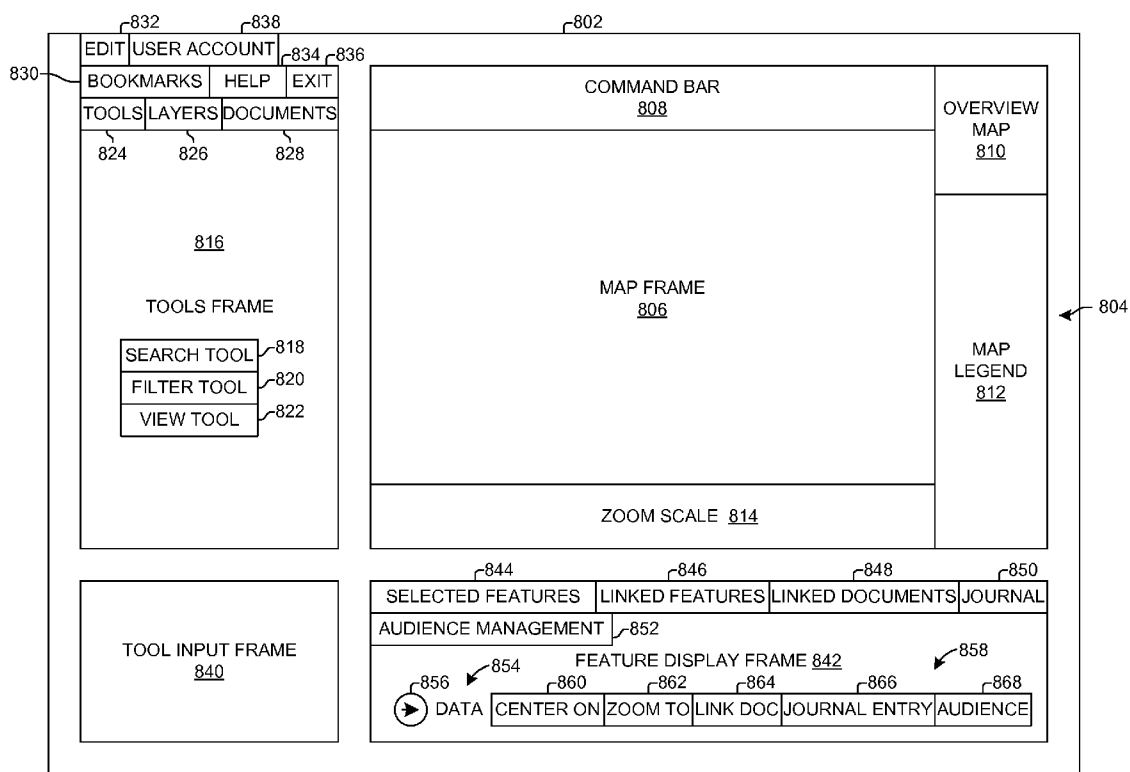 832
838
802
EDIT
USER ACCOUNT
834
836
830
BOOKMARKS
HELP
EXIT
TOOLS
LAYERS
DOCUMENTS
824
826
828
816
TOOLS FRAME
SEARCH TOOL
818
FILTER TOOL
820
VIEW TOOL
822
COMMAND BAR
808
OVERVIEW
MAP
810
MAP FRAME
806
804
MAP
LEGEND
812
ZOOM SCALE 814
TOOL INPUT FRAME
840
844
846
848
850
SELECTED FEATURES
LINKED FEATURES
LINKED DOCUMENTS
JOURNAL
AUDIENCE MANAGEMENT
852
FEATURE DISPLAY FRAME 842
858
856
854
860
862
864
866
868
DATA
CENTER ON
ZOOM TO
LINK DOC
JOURNAL ENTRY
AUDIENCE